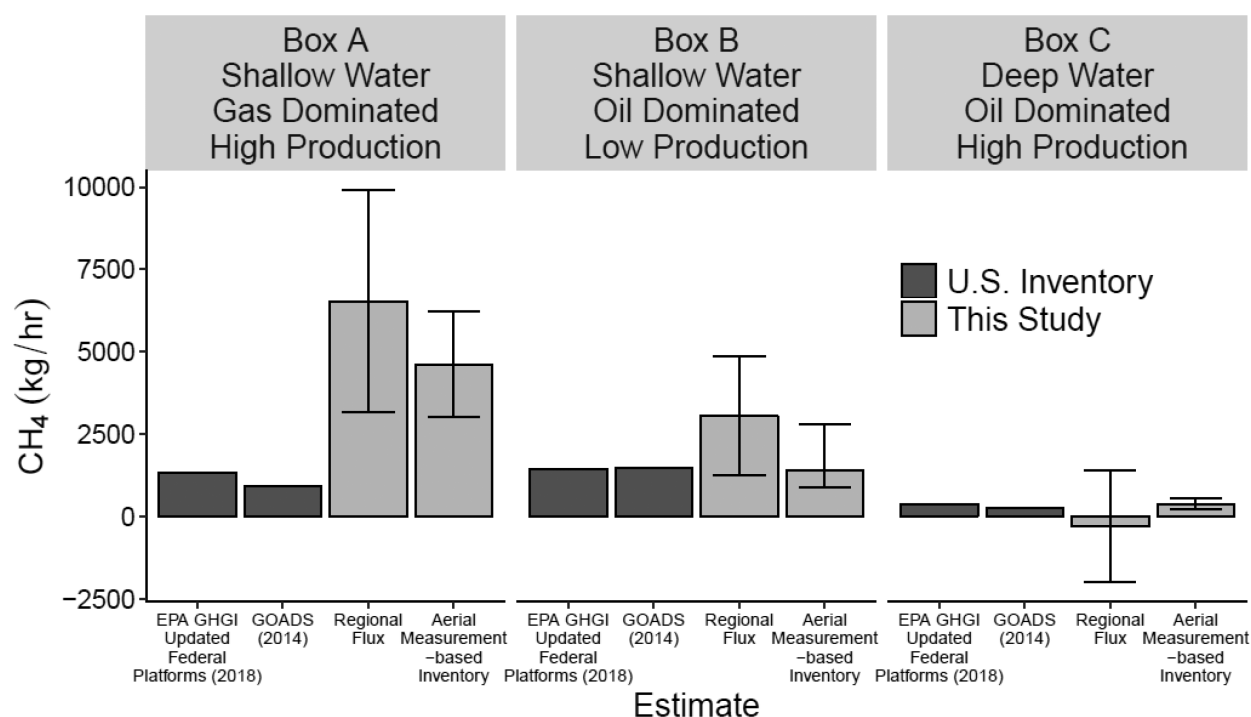 Box A
Shallow Water
Gas Dominated
High Production
Box B
Shallow Water
Oil Dominated
Low Production
Box C
Deep Water
Oil Dominated
High Production
CH₄ (kg/hr)
10000
7500
5000
2500
0
−2500
U.S. Inventory
This Study
EPA GHGI
Updated
Federal
Platforms (2018)
GOADS
(2014)
Regional
Flux
Aerial
Measurement
−based
Inventory
EPA GHGI
Updated
Federal
Platforms (2018)
GOADS
(2014)
Regional
Flux
Aerial
Measurement
−based
Inventory
EPA GHGI
Updated
Federal
Platforms (2018)
GOADS
(2014)
Regional
Flux
Aerial
Measurement
−based
Inventory
Estimate